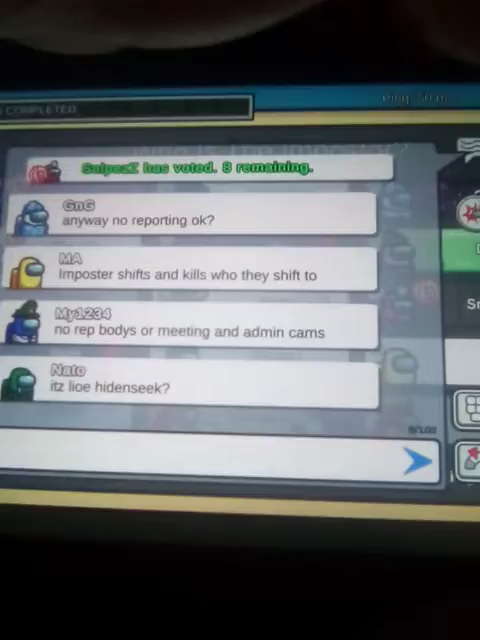 COMPLETED
SnipezZ has voted. 8 remaining.
GnG
anyway no reporting ok?
MA
Imposter shifts and kills who they shift to
My1234
no rep bodys or meeting and admin cams
Nato
itz lioe hidenseek?